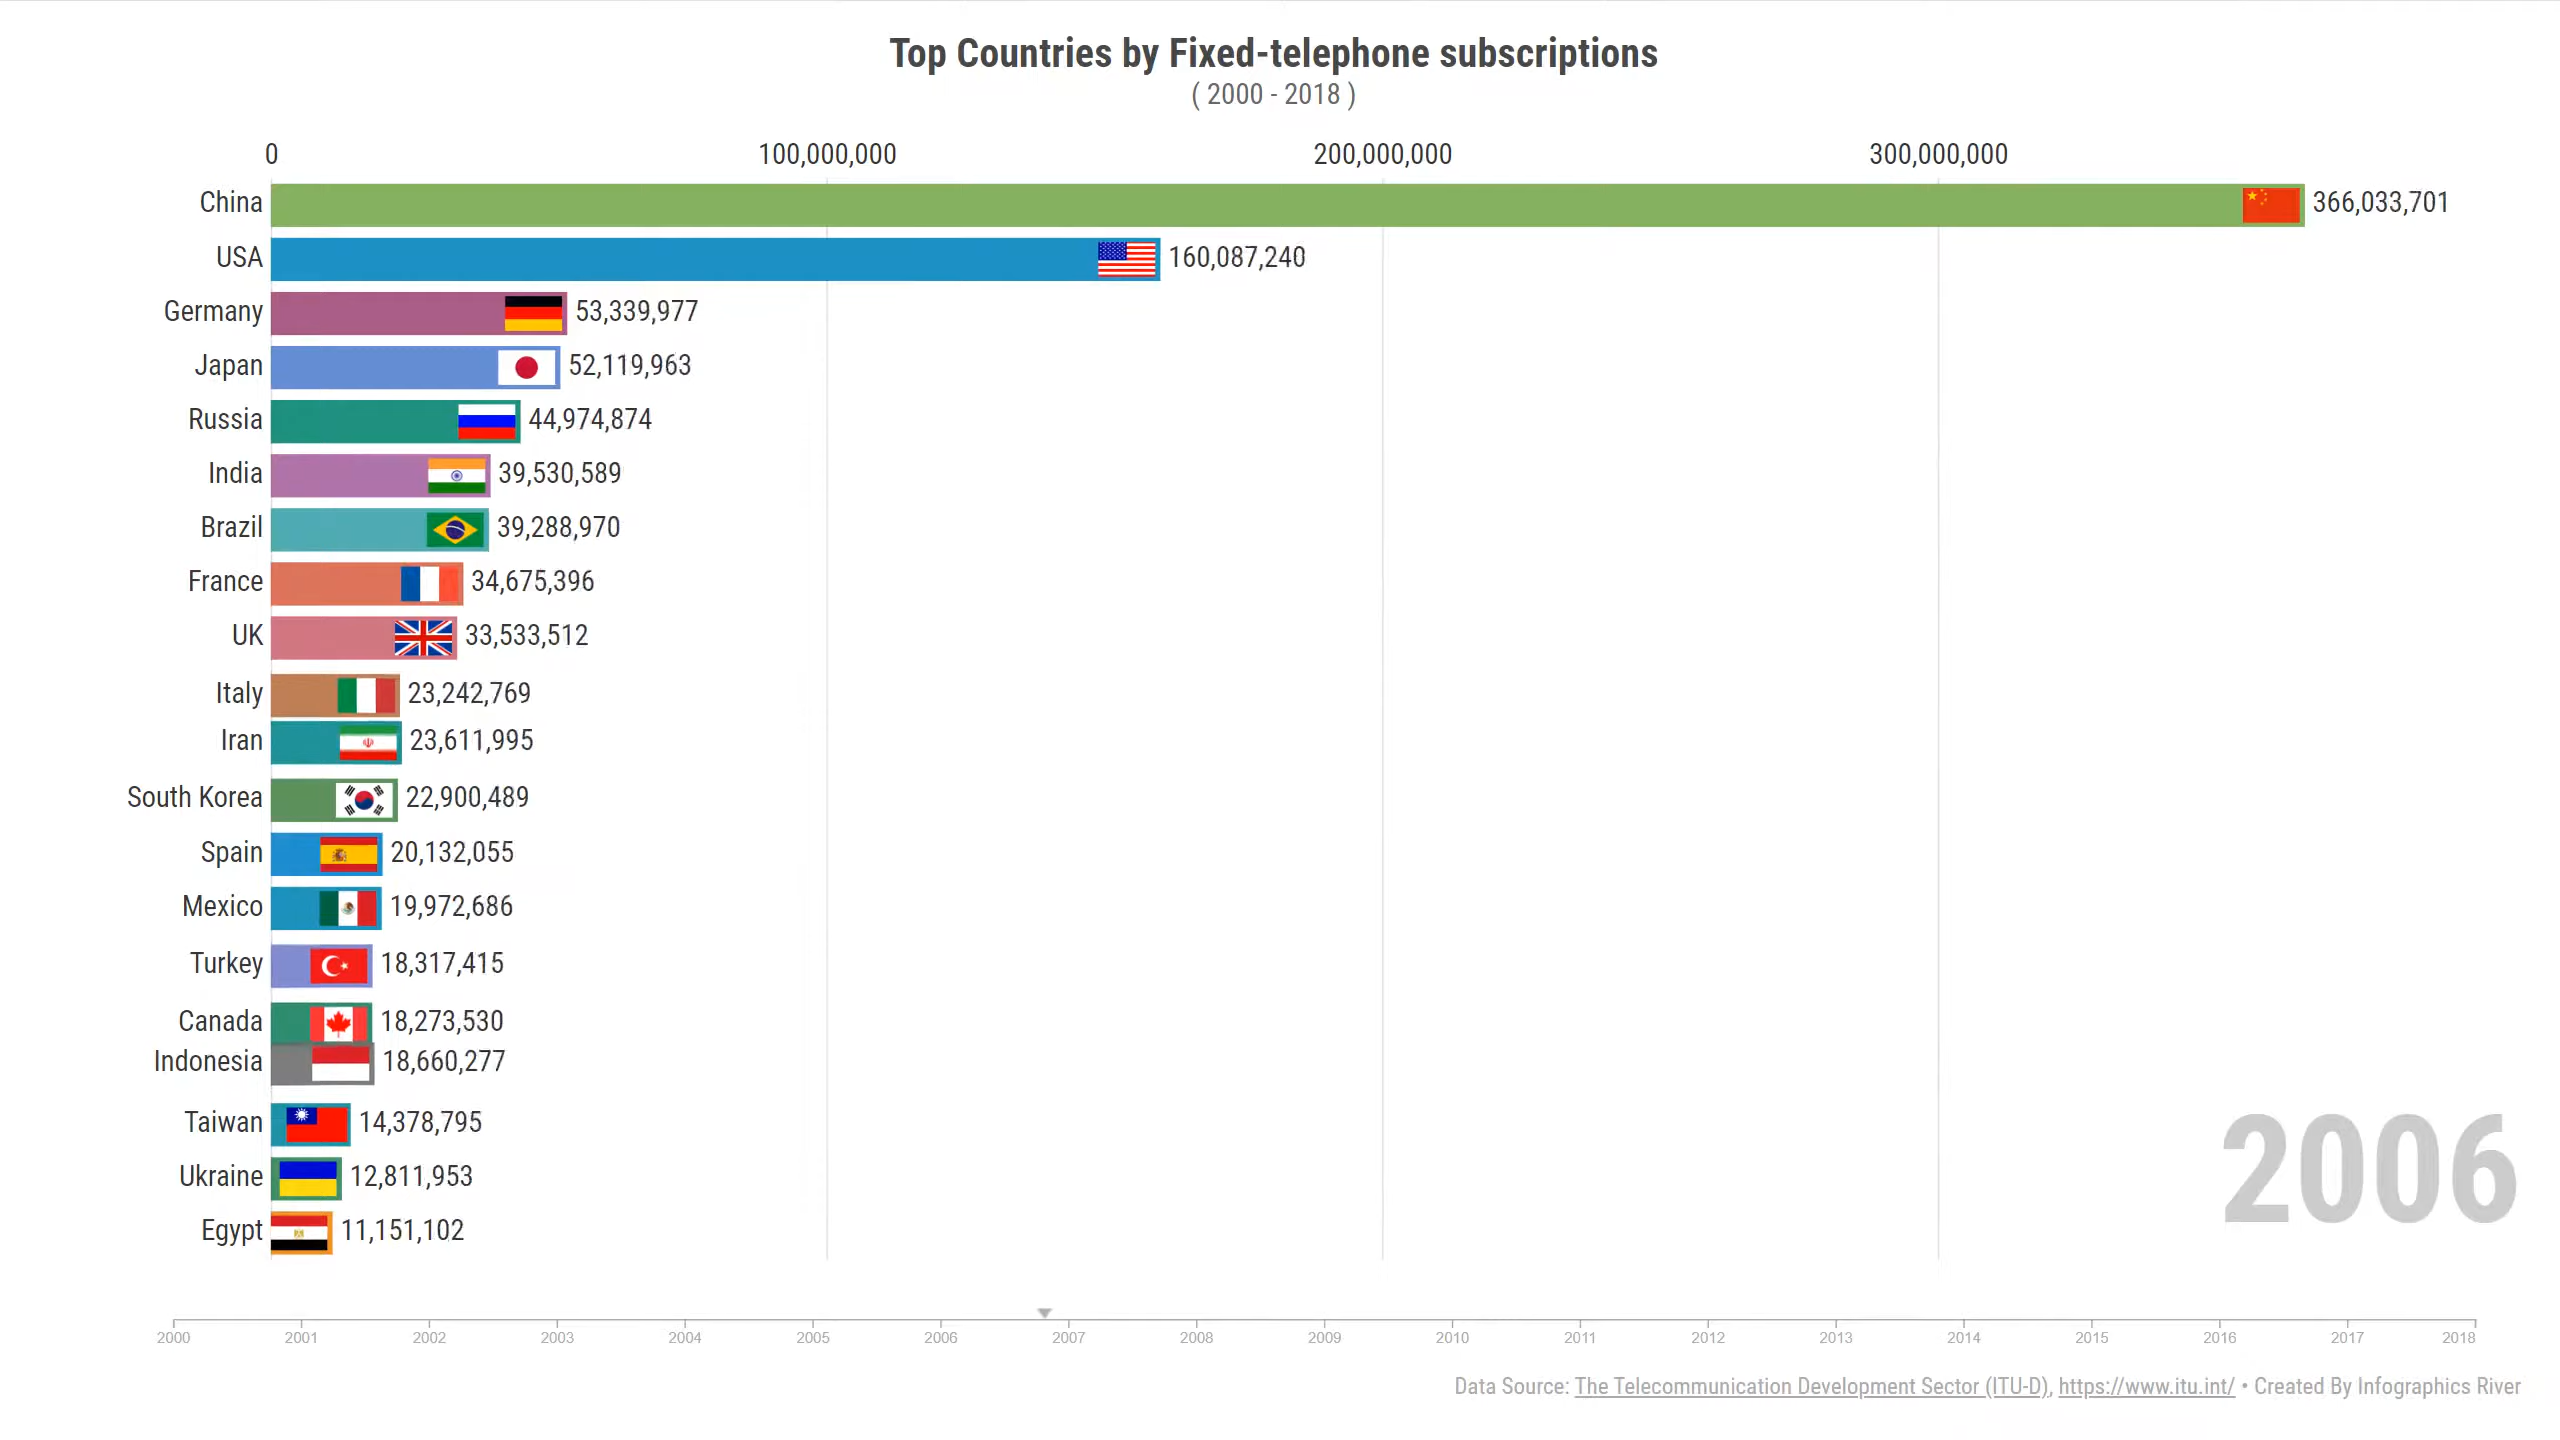 Top Countries by Fixed-telephone subscriptions
( 2000 - 2018 )
0 100,000,000 200,000,000 300,000,000
China 366,033,701
USA 160,087,240
Germany 53,339,977
Japan 52,119,963
Russia 44,974,874
India 39,530,589
Brazil 39,288,970
France 34,675,396
UK 33,533,512
Italy 23,242,769
Iran 23,611,995
South Korea 22,900,489
Spain 20,132,055
Mexico 19,972,686
Turkey 18,317,415
Canada 18,273,530
Indonesia 18,660,277
Taiwan 14,378,795
Ukraine 12,811,953
Egypt 11,151,102
2006
2000 2001 2002 2003 2004 2005 2006 2007 2008 2009 2010 2011 2012 2013 2014 2015 2016 2017 2018
Data Source: The Telecommunication Development Sector (ITU-D), https://www.itu.int/ • Created By Infographics River